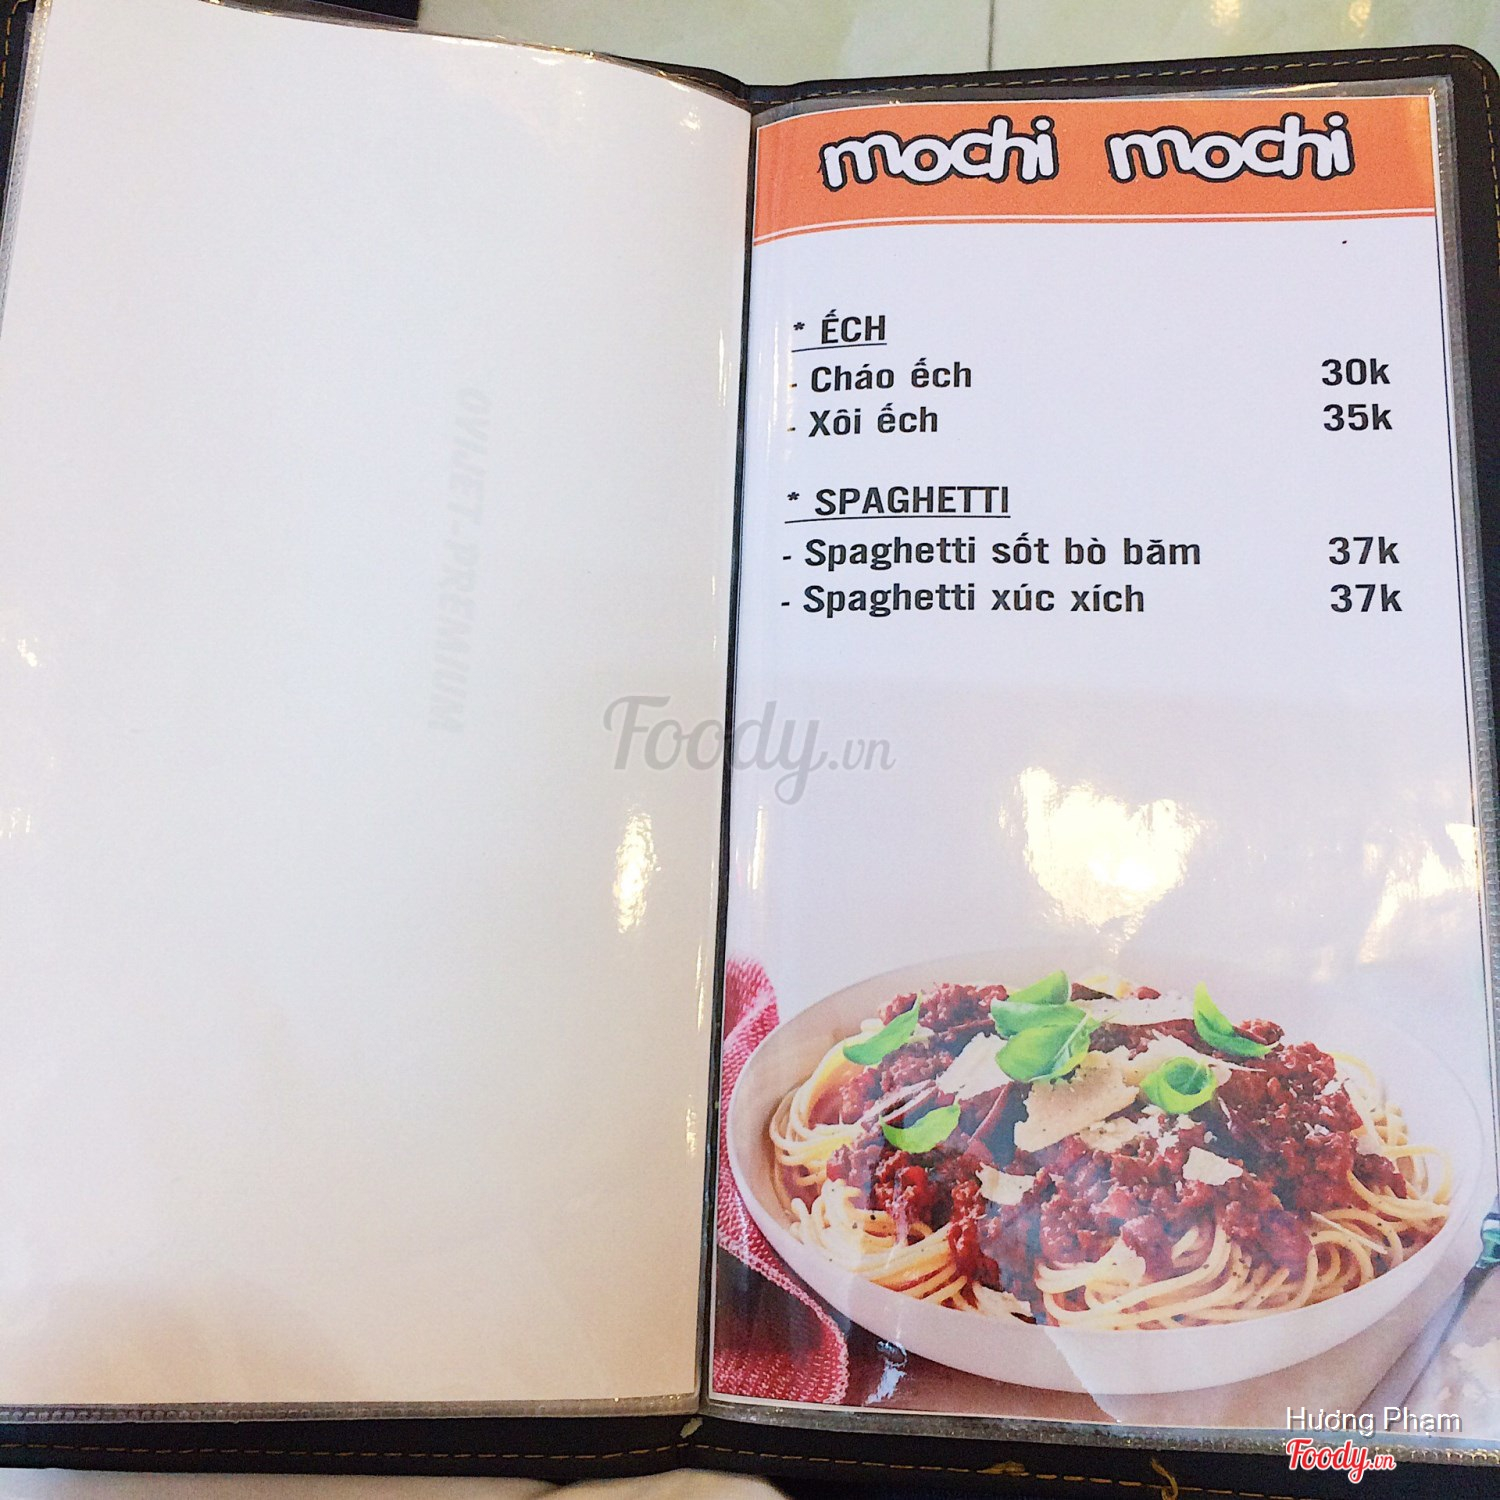 mochi mochi
* ẾCH
- Cháo ếch 30k
- Xôi ếch 35k
* SPAGHETTI
- Spaghetti sốt bò băm 37k
- Spaghetti xúc xích 37k
Foody.vn
Hương Phạm
Foody.vn